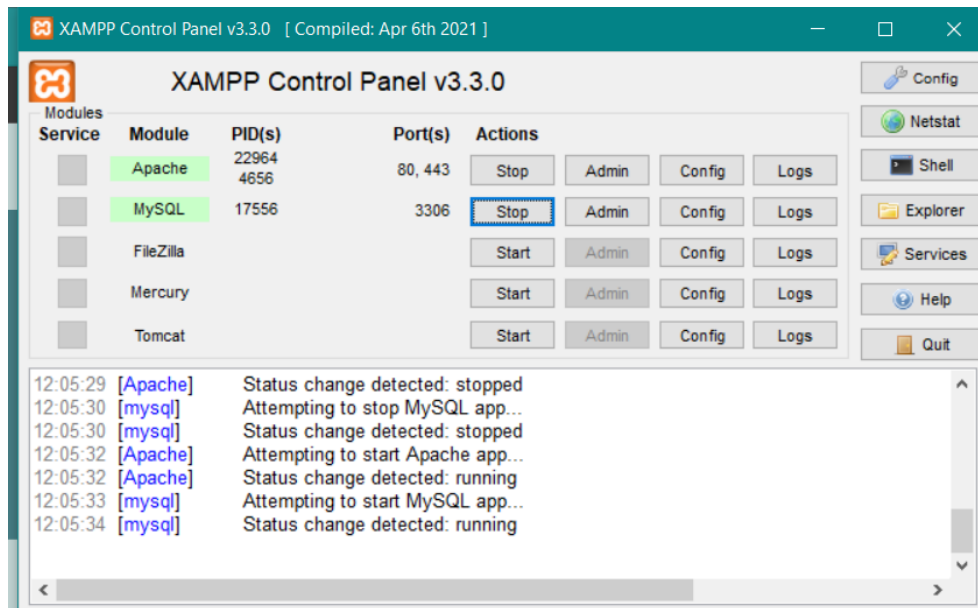 XAMPP Control Panel v3.3.0 [ Compiled: Apr 6th 2021 ]
XAMPP Control Panel v3.3.0
Config
Netstat
Shell
Explorer
Services
Help
Quit
Modules
Service Module PID(s) Port(s) Actions
Apache 22964 4656 80, 443 Stop Admin Config Logs
MySQL 17556 3306 Stop Admin Config Logs
FileZilla Start Admin Config Logs
Mercury Start Admin Config Logs
Tomcat Start Admin Config Logs
12:05:29 [Apache] Status change detected: stopped
12:05:30 [mysql] Attempting to stop MySQL app...
12:05:30 [mysql] Status change detected: stopped
12:05:32 [Apache] Attempting to start Apache app...
12:05:32 [Apache] Status change detected: running
12:05:33 [mysql] Attempting to start MySQL app...
12:05:34 [mysql] Status change detected: running